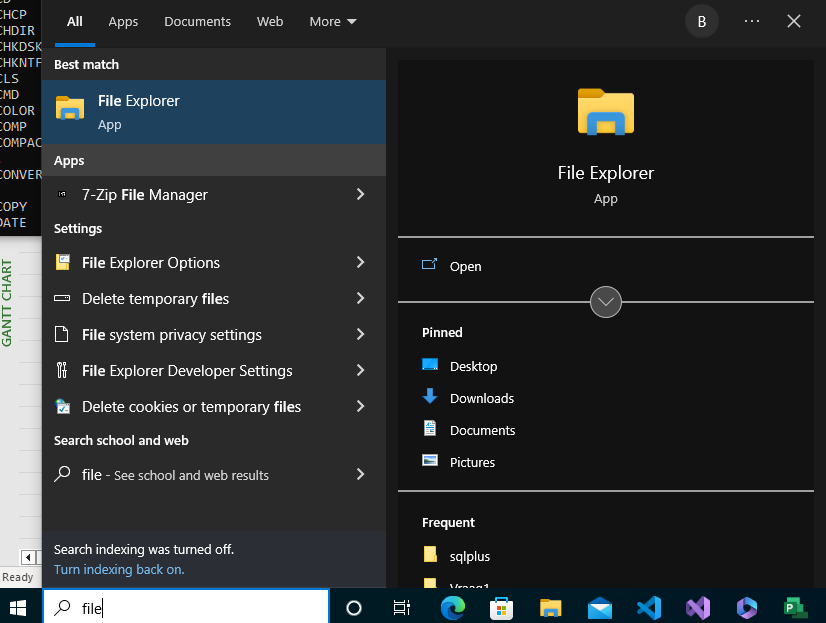 CHCP
CHDIR
CHKDSK
CHKNTF
CLS
CMD
COLOR
COMP
COMPAC
CONVER
COPY
DATE
GANTT CHART
Ready
All Apps Documents Web More
B
Best match
File Explorer
App
Apps
7-Zip File Manager
Settings
File Explorer Options
Delete temporary files
File system privacy settings
File Explorer Developer Settings
Delete cookies or temporary files
Search school and web
file - See school and web results
Search indexing was turned off.
Turn indexing back on.
File Explorer
App
Open
Pinned
Desktop
Downloads
Documents
Pictures
Frequent
sqlplus
Vraag1
file